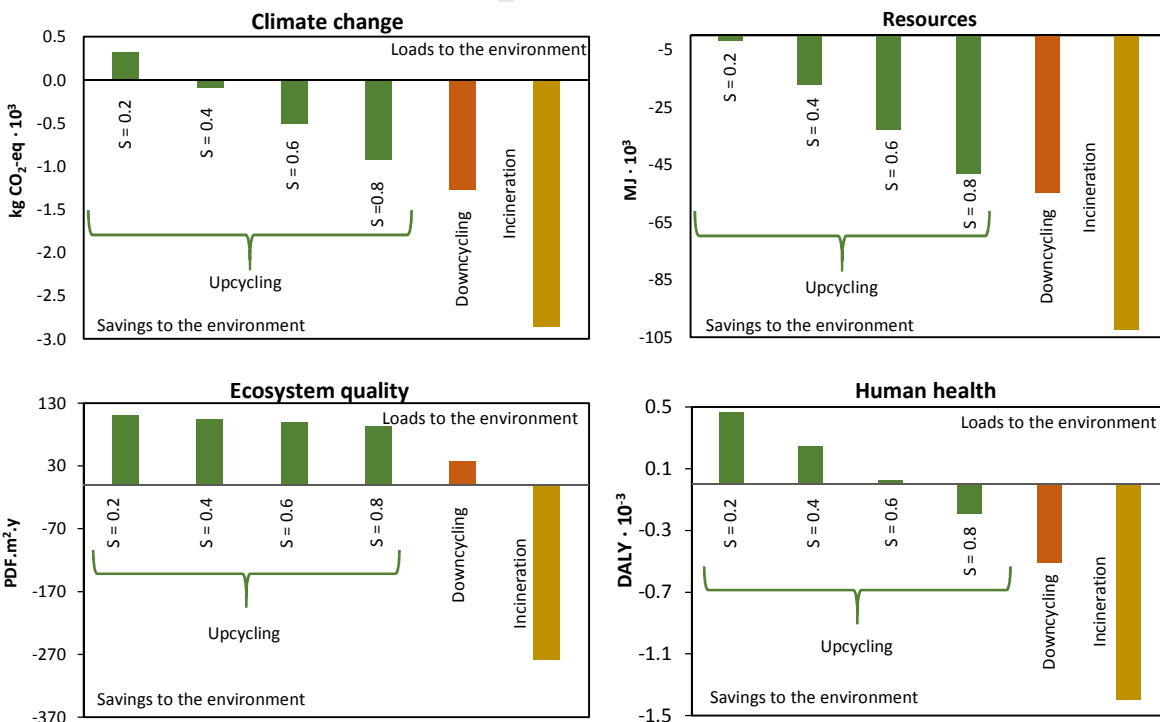 Climate change
0.5
0.0
-0.5
-1.0
-1.5
-2.0
-2.5
-3.0
kg CO₂-eq · 10³
Loads to the environment
S = 0.2
S = 0.4
S = 0.6
S =0.8
Downcycling
Incineration
Upcycling
Savings to the environment
Resources
-5
-25
-45
-65
-85
-105
MJ · 10³
S = 0.2
S = 0.4
S = 0.6
S = 0.8
Downcycling
Incineration
Upcycling
Savings to the environment
Ecosystem quality
130
30
-70
-170
-270
-370
PDF.m².y
Loads to the environment
S = 0.2
S = 0.4
S = 0.6
S = 0.8
Downcycling
Incineration
Upcycling
Savings to the environment
Human health
0.5
0.1
-0.3
-0.7
-1.1
-1.5
DALY · 10⁻³
Loads to the environment
S = 0.2
S = 0.4
S = 0.6
S = 0.8
Downcycling
Incineration
Upcycling
Savings to the environment